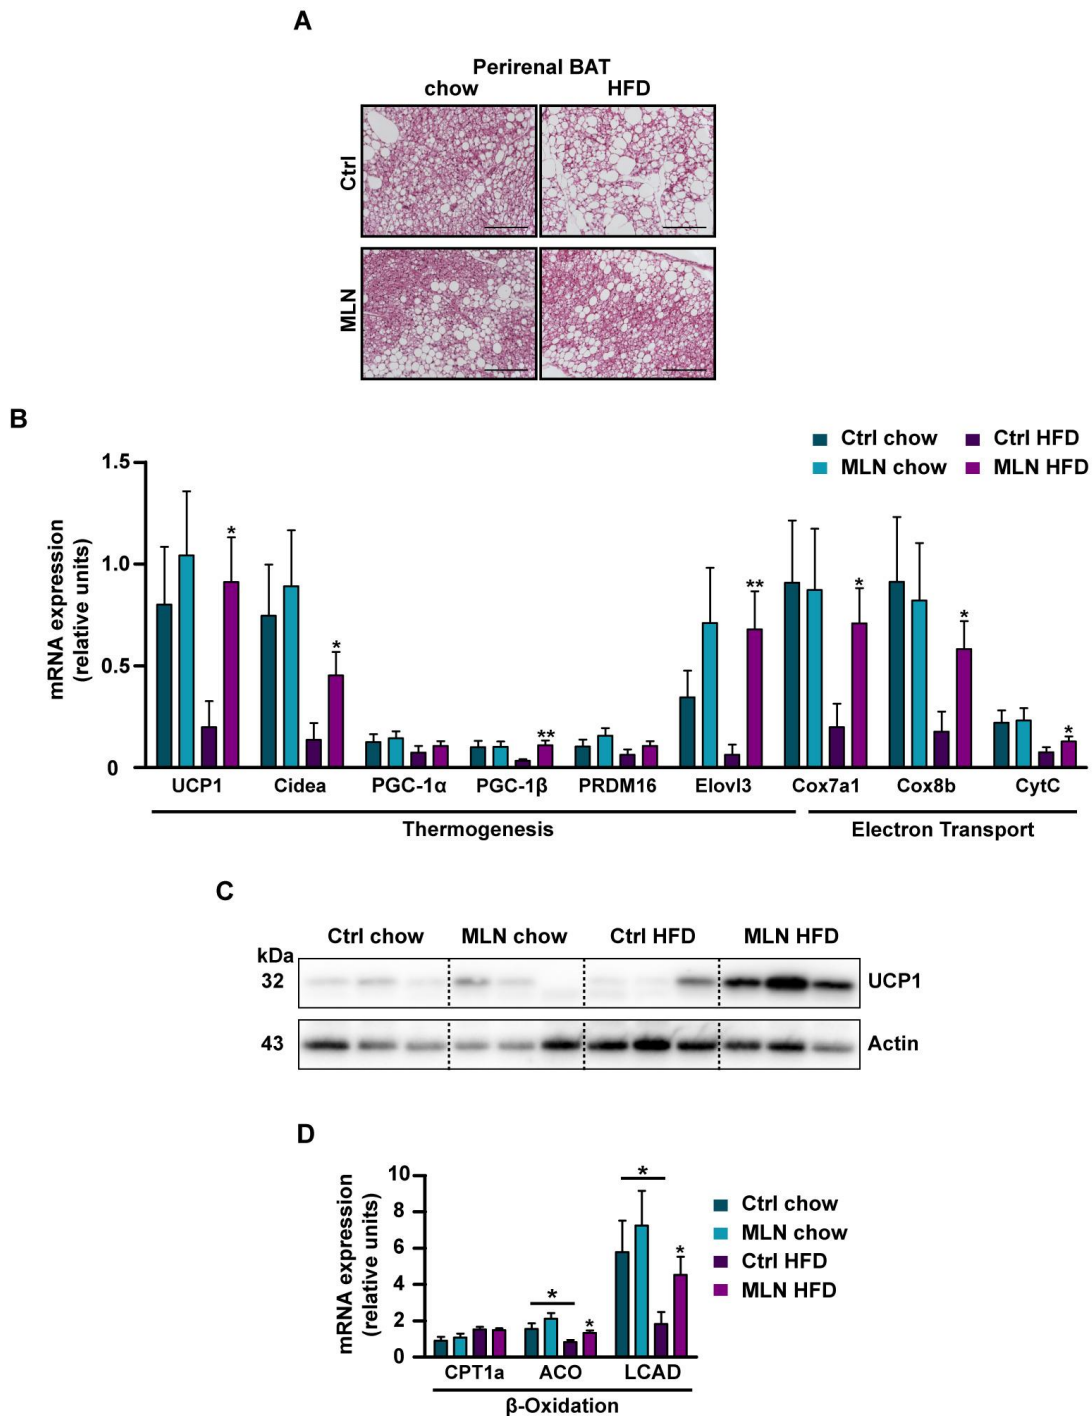 A
Perirenal BAT
chow HFD
Ctrl
MLN
B
Ctrl chow Ctrl HFD
MLN chow MLN HFD
mRNA expression
(relative units)
1.5
1.0
0.5
0
* * ** ** * * *
UCP1 Cidea PGC-1α PGC-1β PRDM16 Elovl3 Cox7a1 Cox8b CytC
Thermogenesis Electron Transport
C
Ctrl chow MLN chow Ctrl HFD MLN HFD
kDa
32 UCP1
43 Actin
D
mRNA expression
(relative units)
10
8
6
4
2
0
* * * *
Ctrl chow
MLN chow
Ctrl HFD
MLN HFD
CPT1a ACO LCAD
β-Oxidation